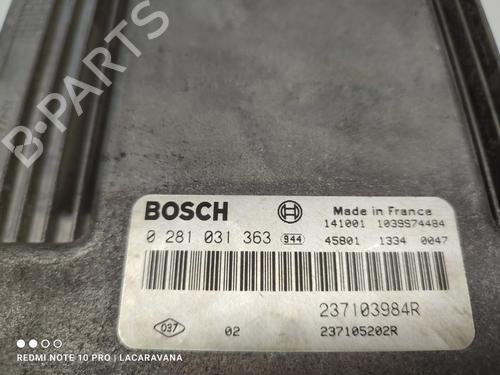 B-PARTS
BOSCH
Made in France
141001 1039S74484
0 281 031 363 944
45801 1334 0047
237103984R
037 02 237105202R
REDMI NOTE 10 PRO | LACARAVANA